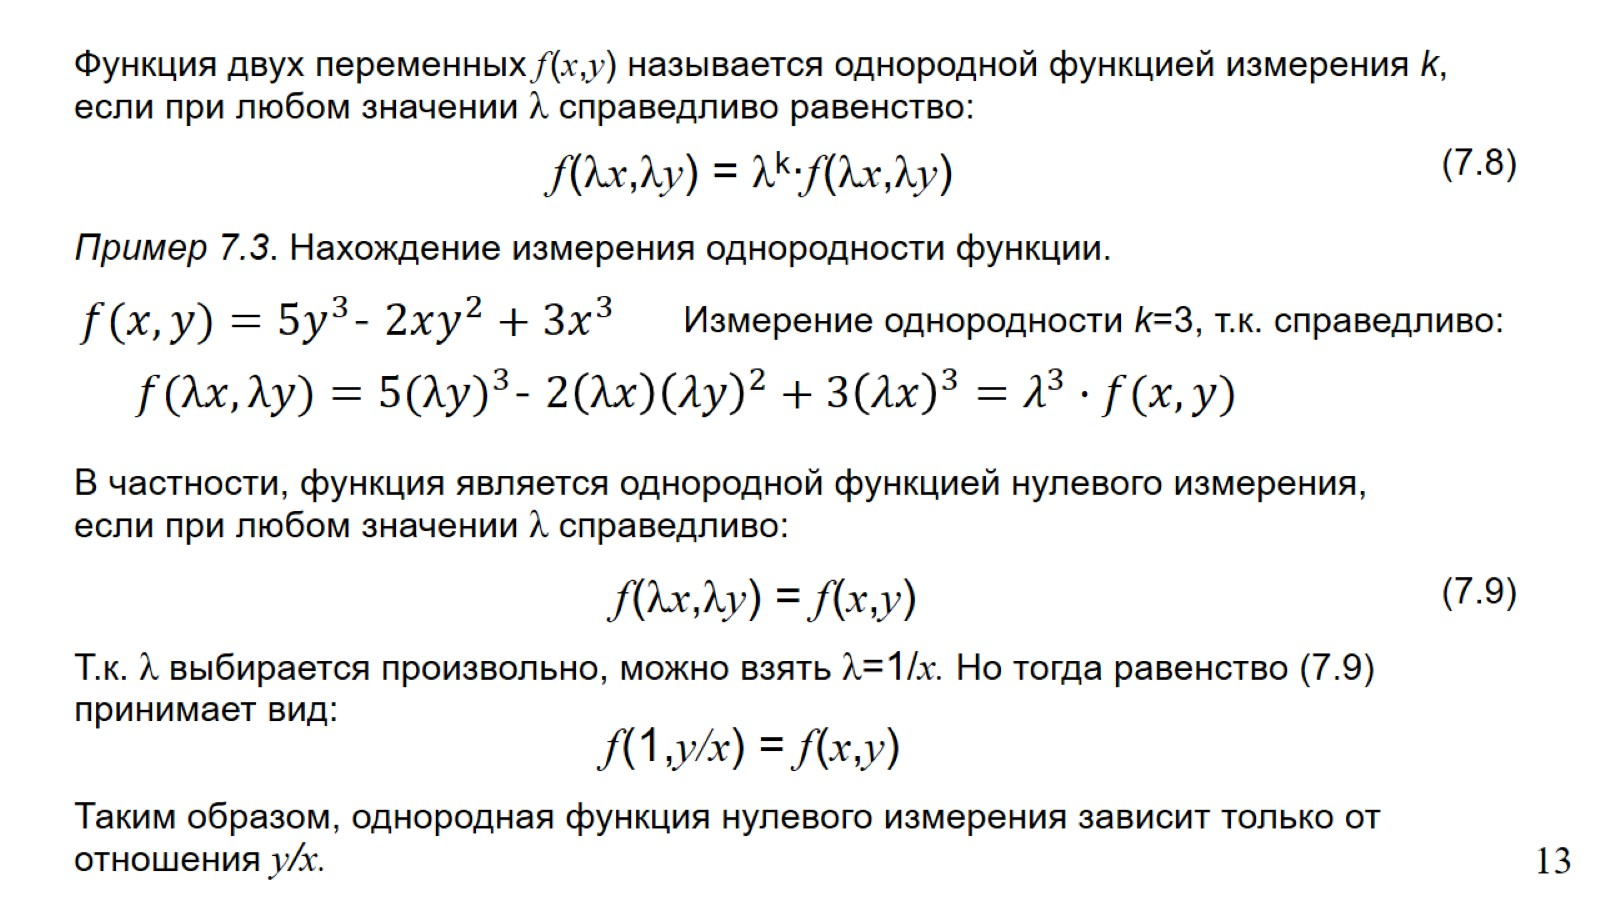 Функция двух переменных f(x,y) называется однородной функцией измерения k,
если при любом значении λ справедливо равенство:
f(λx,λy) = λᵏ·f(λx,λy) (7.8)
Пример 7.3. Нахождение измерения однородности функции.
f(x, y) = 5y³- 2xy² + 3x³ Измерение однородности k=3, т.к. справедливо:
f(λx, λy) = 5(λy)³- 2(λx)(λy)² + 3(λx)³ = λ³ · f(x, y)
В частности, функция является однородной функцией нулевого измерения,
если при любом значении λ справедливо:
f(λx,λy) = f(x,y) (7.9)
Т.к. λ выбирается произвольно, можно взять λ=1/x. Но тогда равенство (7.9)
принимает вид:
f(1,y/x) = f(x,y)
Таким образом, однородная функция нулевого измерения зависит только от
отношения y/x.
13